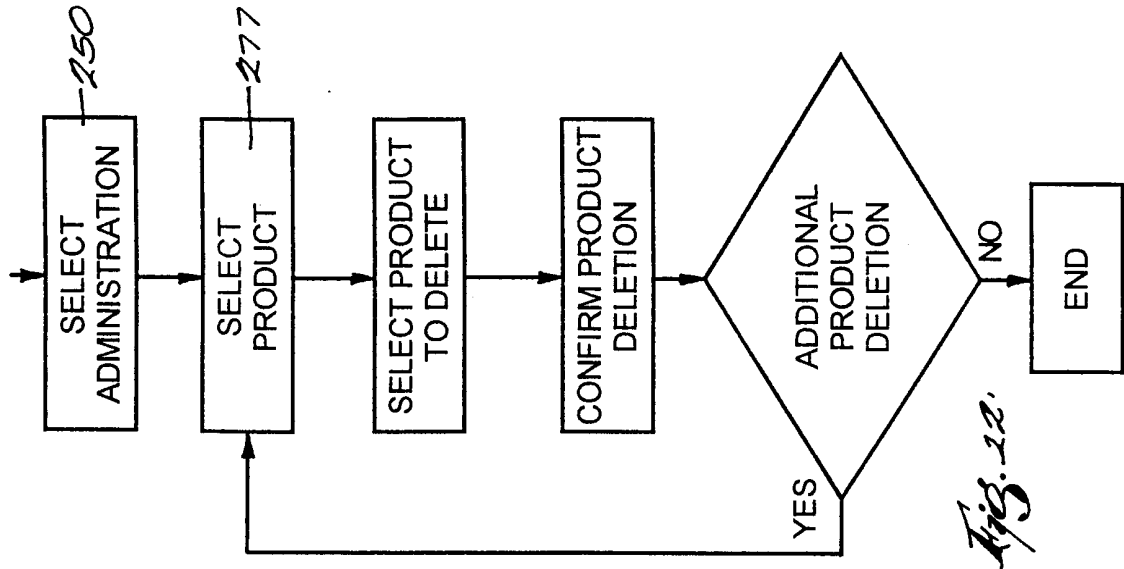 SELECT
ADMINISTRATION
250
SELECT
PRODUCT
277
SELECT PRODUCT
TO DELETE
CONFIRM PRODUCT
DELETION
ADDITIONAL
PRODUCT
DELETION
YES
NO
END
Fig. 22.